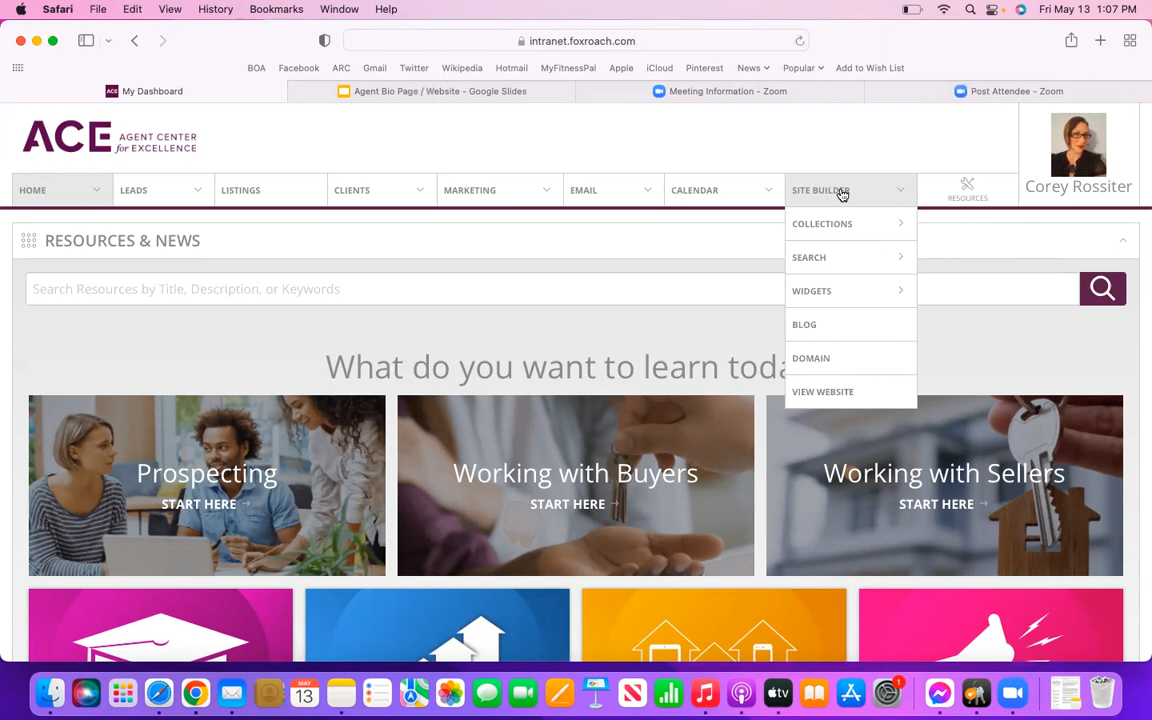 Safari File Edit View History Bookmarks Window Help Fri May 13 1:07 PM
intranet.foxroach.com
BOA Facebook ARC Gmail Twitter Wikipedia Hotmail MyFitnessPal Apple iCloud Pinterest News Popular Add to Wish List
ACE My Dashboard Agent Bio Page / Website - Google Slides Meeting Information - Zoom Post Attendee - Zoom
ACE AGENT CENTER
for EXCELLENCE
Corey Rossiter
HOME LEADS LISTINGS CLIENTS MARKETING EMAIL CALENDAR SITE BUILDER RESOURCES
COLLECTIONS
SEARCH
WIDGETS
BLOG
DOMAIN
VIEW WEBSITE
RESOURCES & NEWS
Search Resources by Title, Description, or Keywords
What do you want to learn toda
Prospecting
START HERE →
Working with Buyers
START HERE →
Working with Sellers
START HERE →
MAY
13
tv
1